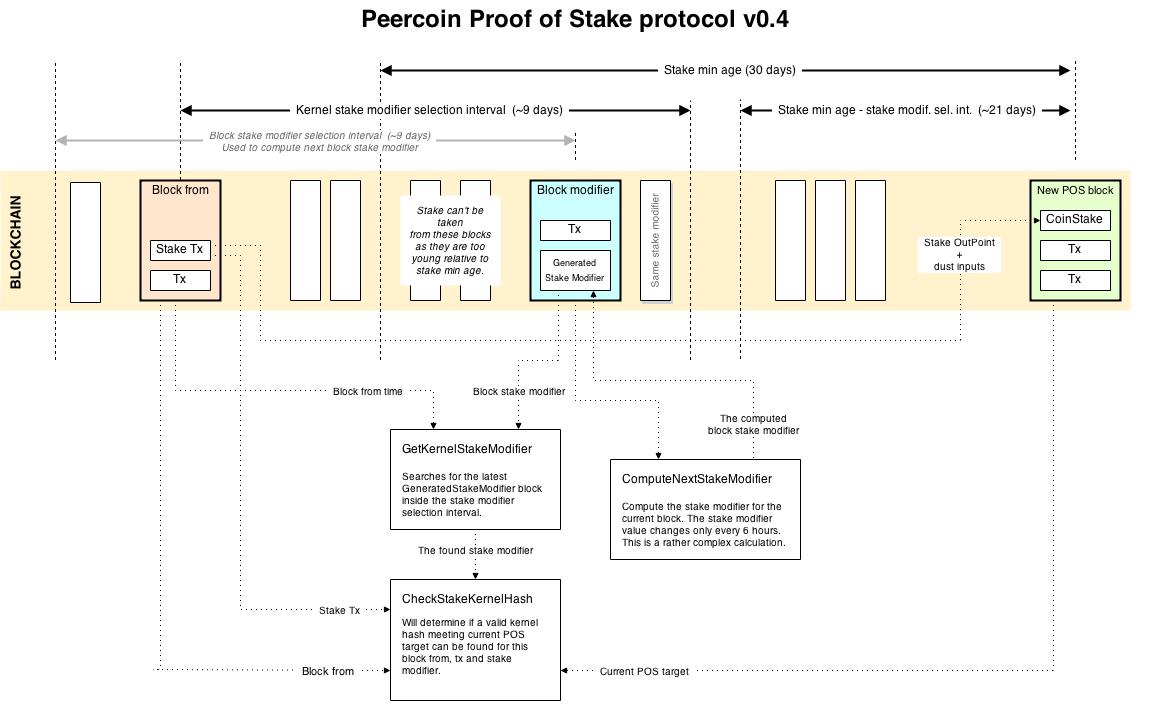 Peercoin Proof of Stake protocol v0.4
Stake min age (30 days)
Kernel stake modifier selection interval (~9 days)
Stake min age - stake modif. sel. int. (~21 days)
Block stake modifier selection interval (~9 days)
Used to compute next block stake modifier
BLOCKCHAIN
Block from
Stake Tx
Tx
Stake can't be
taken
from these blocks
as they are too
young relative to
stake min age.
Block modifier
Tx
Generated
Stake Modifier
Same stake modifier
Stake OutPoint
+
dust inputs
New POS block
CoinStake
Tx
Tx
Block from time
Block stake modifier
The computed
block stake modifier
GetKernelStakeModifier
Searches for the latest
GeneratedStakeModifier block
inside the stake modifier
selection interval.
ComputeNextStakeModifier
Compute the stake modifier for the
current block. The stake modifier
value changes only every 6 hours.
This is a rather complex calculation.
The found stake modifier
CheckStakeKernelHash
Will determine if a valid kernel
hash meeting current POS
target can be found for this
block from, tx and stake
modifier.
Stake Tx
Block from
Current POS target